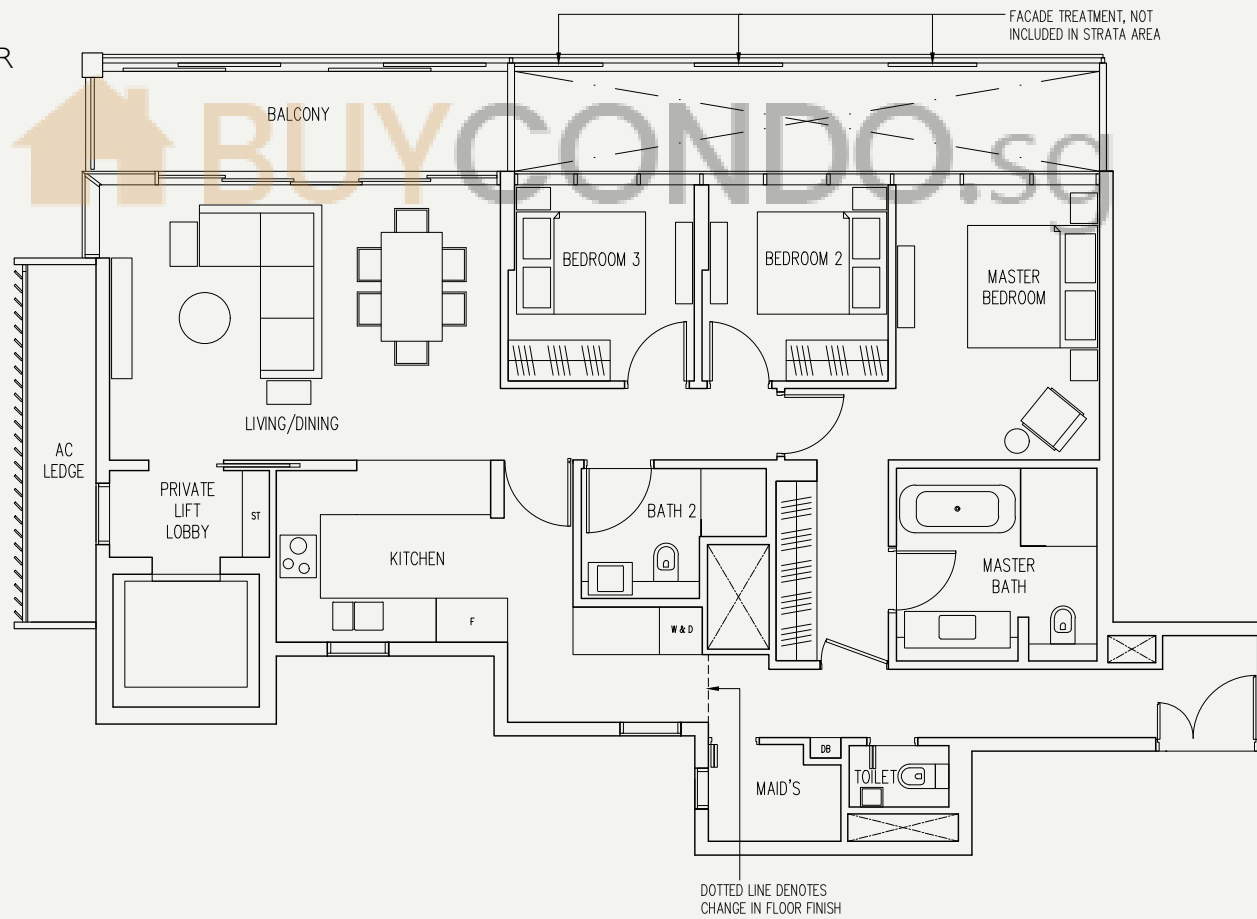 FACADE TREATMENT, NOT
INCLUDED IN STRATA AREA
R
BALCONY
BUYCONDO.sg
BEDROOM 3
BEDROOM 2
MASTER
BEDROOM
LIVING/DINING
AC
LEDGE
PRIVATE
LIFT
LOBBY
ST
KITCHEN
BATH 2
MASTER
BATH
F
W & D
DB
TOILET
MAID'S
DOTTED LINE DENOTES
CHANGE IN FLOOR FINISH